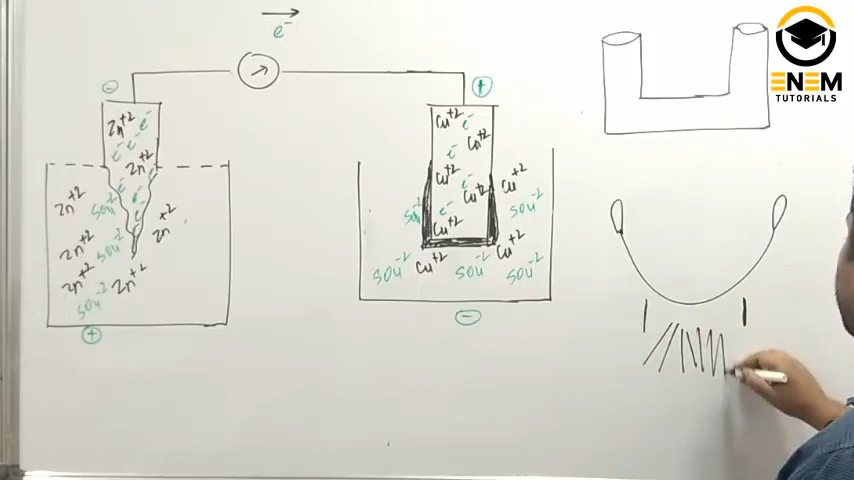 e⁻
ENEM
TUTORIALS
⊖
⊕
Zn⁺² e⁻
e⁻ e⁻
Zn⁺²
e⁻
e⁻
e⁻
Zn⁺² SO4⁻² Zn⁺²
Zn⁺² SO4⁻²
Zn⁺² Zn⁺²
SO4⁻²
⊕
Cu⁺² e⁻
Cu⁺²
e⁻
Cu⁺² e⁻ Cu⁺²
Cu⁺²
SO4 e⁻ SO4⁻²
Cu⁺²
Cu⁺² Cu⁺²
SO4⁻² SO4⁻² SO4⁻²
⊖